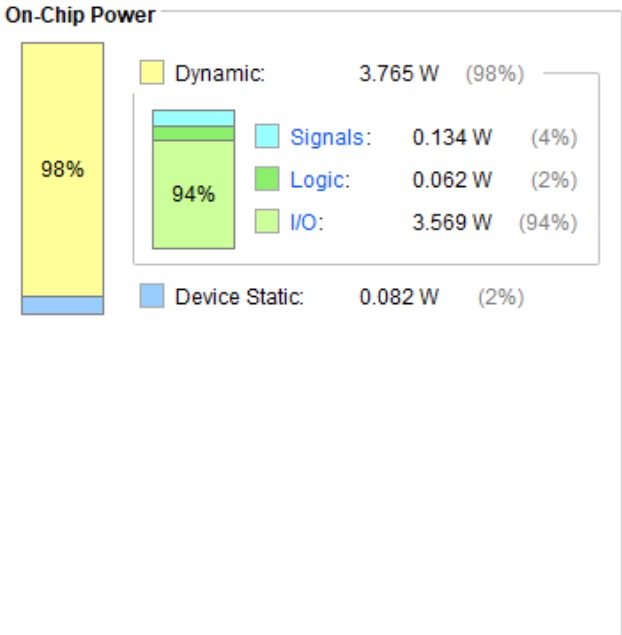 On-Chip Power
Dynamic: 3.765 W (98%)
98%
94%
Signals: 0.134 W (4%)
Logic: 0.062 W (2%)
I/O: 3.569 W (94%)
Device Static: 0.082 W (2%)